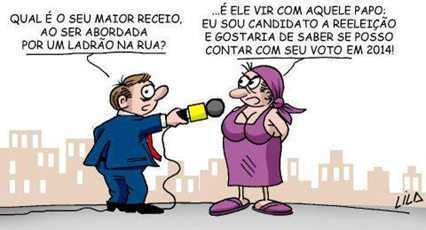 QUAL É O SEU MAIOR RECEIO,
AO SER ABORDADA
POR UM LADRÃO NA RUA?
...É ELE VIR COM AQUELE PAPO:
EU SOU CANDIDATO A REELEIÇÃO
E GOSTARIA DE SABER SE POSSO
CONTAR COM SEU VOTO EM 2014!
LILA